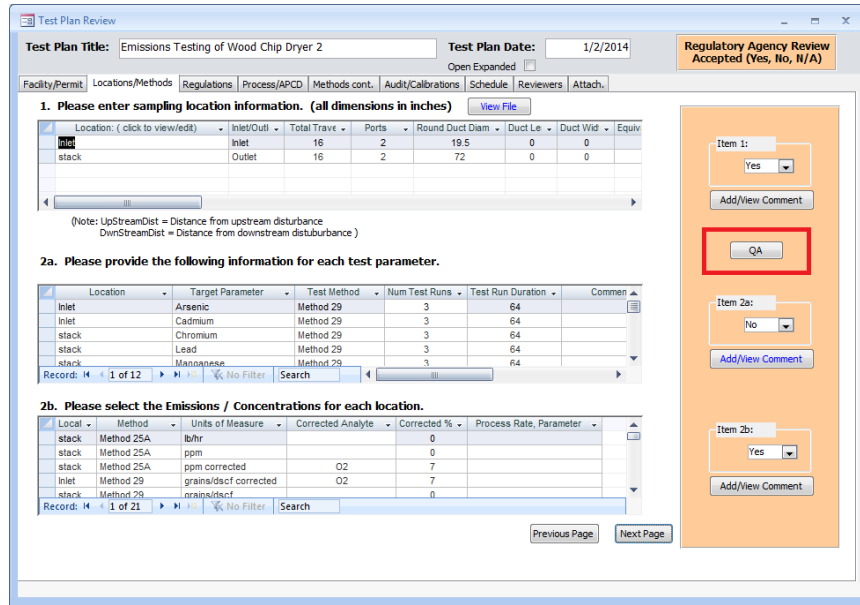 Test Plan Review
Test Plan Title: Emissions Testing of Wood Chip Dryer 2 Test Plan Date: 1/2/2014
Open Expanded
Regulatory Agency Review
Accepted (Yes, No, N/A)
Facility/Permit Locations/Methods Regulations Process/APCD Methods cont. Audit/Calibrations Schedule Reviewers Attach.
1. Please enter sampling location information. (all dimensions in inches) View File
Location: ( click to view/edit) Inlet/Outl Total Trave Ports Round Duct Diam Duct Le Duct Widt Equiv
Inlet Inlet 16 2 19.5 0 0
stack Outlet 16 2 72 0 0
(Note: UpStreamDist = Distance from upstream disturbance
DwnStreamDist = Distance from downstream distuburbance )
2a. Please provide the following information for each test parameter.
Location Target Parameter Test Method Num Test Runs Test Run Duration Commen
Inlet Arsenic Method 29 3 64
Inlet Cadmium Method 29 3 64
stack Chromium Method 29 3 64
stack Lead Method 29 3 64
stack Manganese Method 29 3 64
Record: 1 of 12 No Filter Search
2b. Please select the Emissions / Concentrations for each location.
Local Method Units of Measure Corrected Analyte Corrected % Process Rate, Parameter
stack Method 25A lb/hr 0
stack Method 25A ppm 0
stack Method 25A ppm corrected O2 7
Inlet Method 29 grains/dscf corrected O2 7
stack Method 29 grains/dscf 0
Record: 1 of 21 No Filter Search
Previous Page Next Page
Item 1:
Yes
Add/View Comment
QA
Item 2a:
No
Add/View Comment
Item 2b:
Yes
Add/View Comment